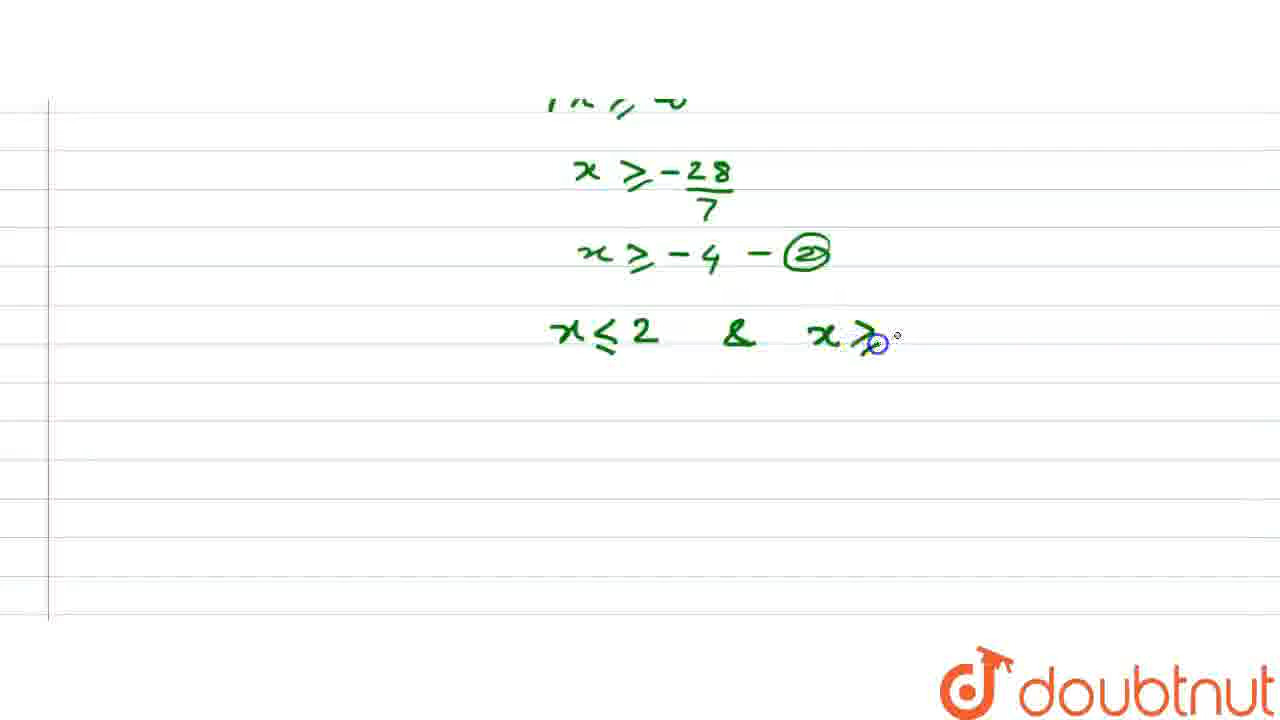 x ≥ -28/7
x ≥ -4 - ②
x ≤ 2 & x ≥
doubtnut